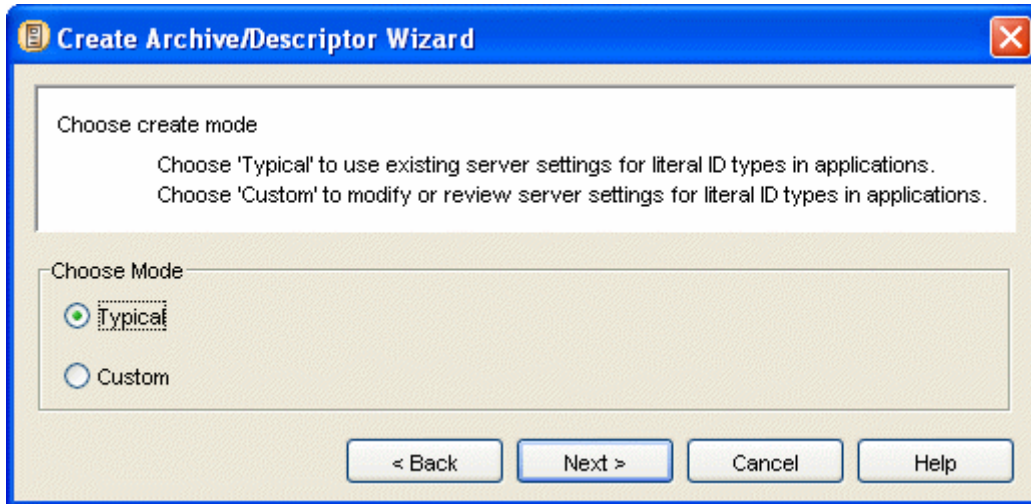 Create Archive/Descriptor Wizard
Choose create mode
Choose 'Typical' to use existing server settings for literal ID types in applications.
Choose 'Custom' to modify or review server settings for literal ID types in applications.
Choose Mode
Typical
Custom
< Back Next > Cancel Help